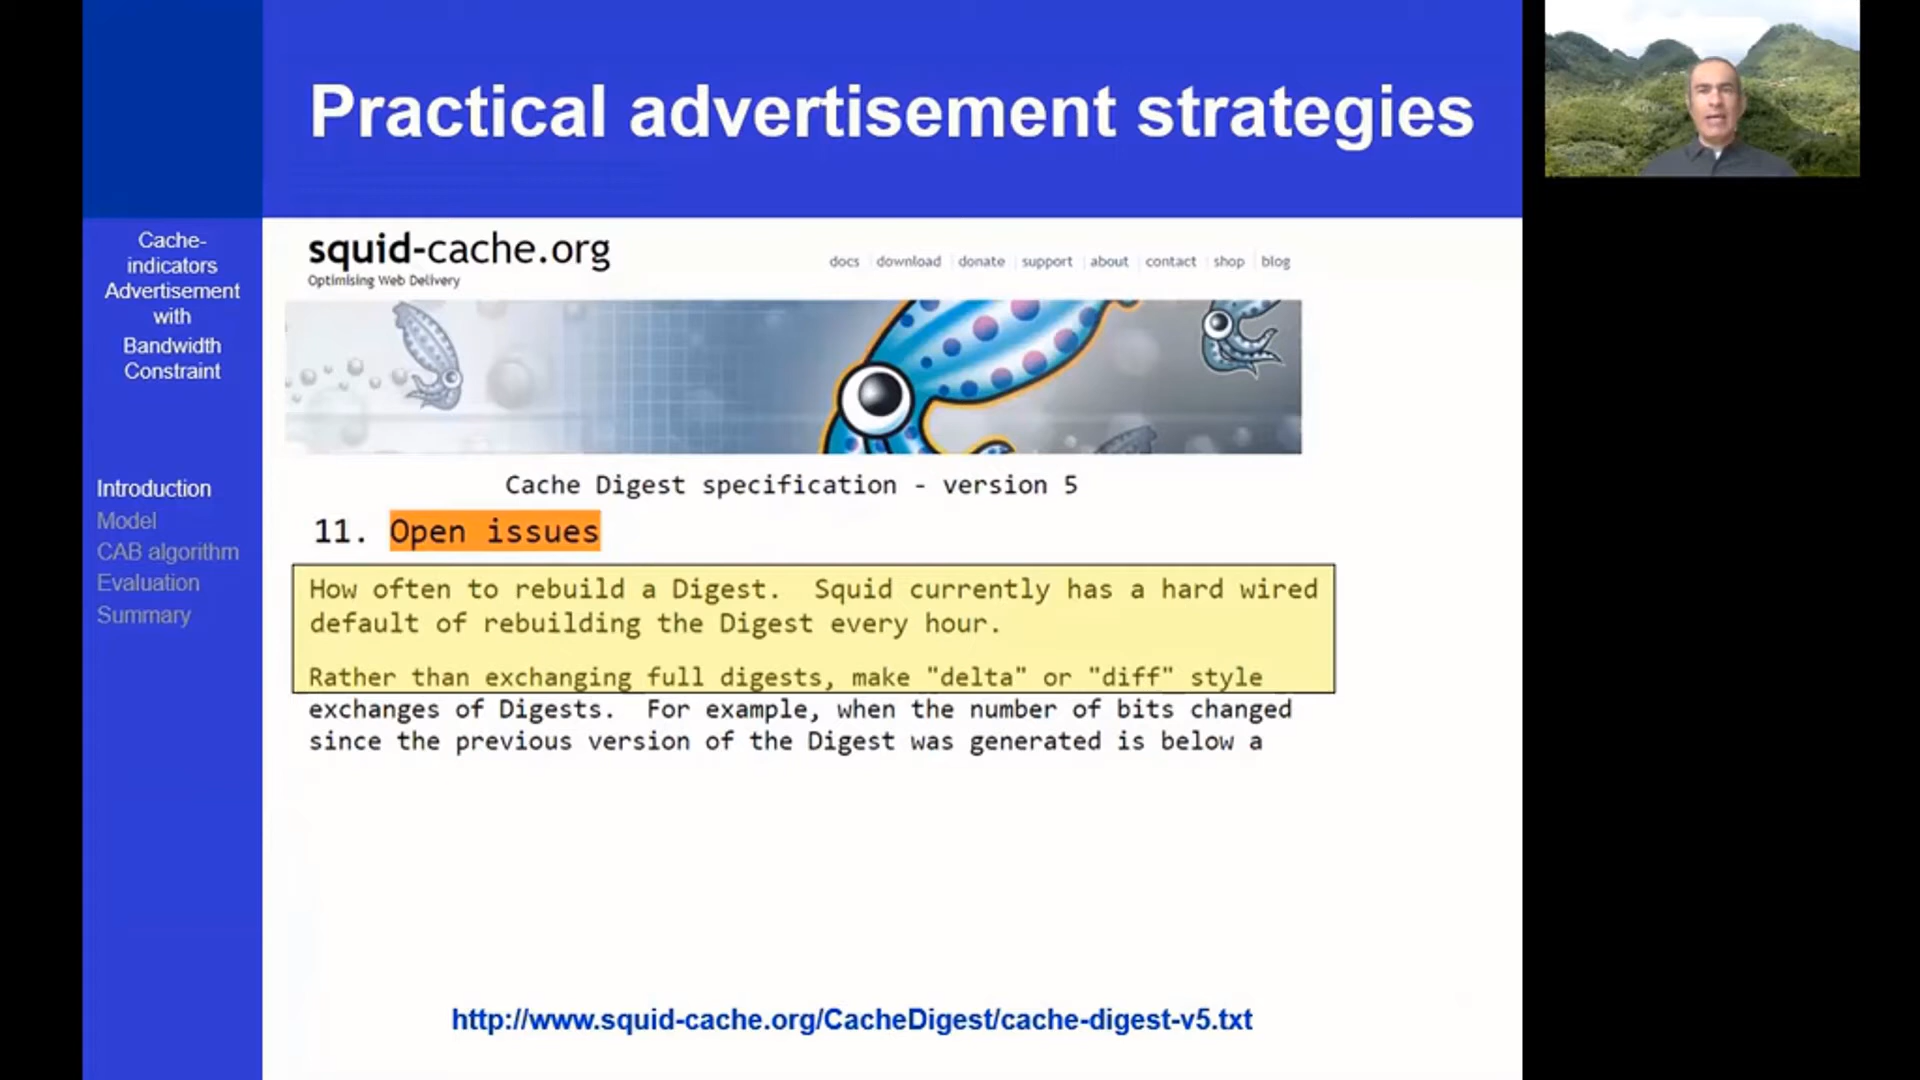 Practical advertisement strategies
Cache-
indicators
Advertisement
with
Bandwidth
Constraint
Introduction
Model
CAB algorithm
Evaluation
Summary
squid-cache.org
Optimising Web Delivery
docs download donate support about contact shop blog
Cache Digest specification - version 5
11. Open issues
How often to rebuild a Digest. Squid currently has a hard wired
default of rebuilding the Digest every hour.
Rather than exchanging full digests, make "delta" or "diff" style
exchanges of Digests. For example, when the number of bits changed
since the previous version of the Digest was generated is below a
http://www.squid-cache.org/CacheDigest/cache-digest-v5.txt